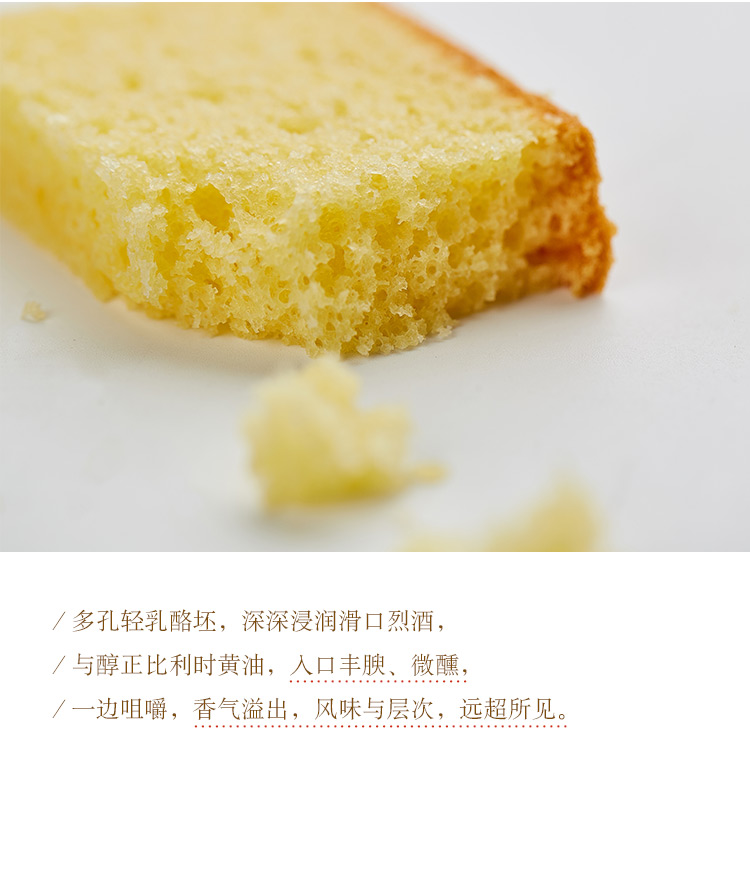 / 多孔轻乳酪坯，深深浸润滑口烈酒，
/ 与醇正比利时黄油，入口丰腴、微醺，
/ 一边咀嚼，香气溢出，风味与层次，远超所见。